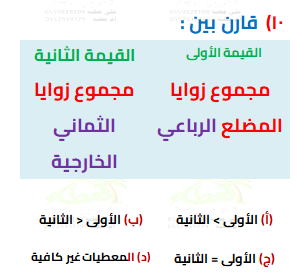 ١٠) قارن بين :
القيمة الأولى
القيمة الثانية
مجموع زوايا
مجموع زوايا
المضلع الرباعي
الثماني
الخارجية
(أ) الأولى > الثانية
(ب) الأولى < الثانية
(ج) الأولى = الثانية
(د) المعطيات غير كافية